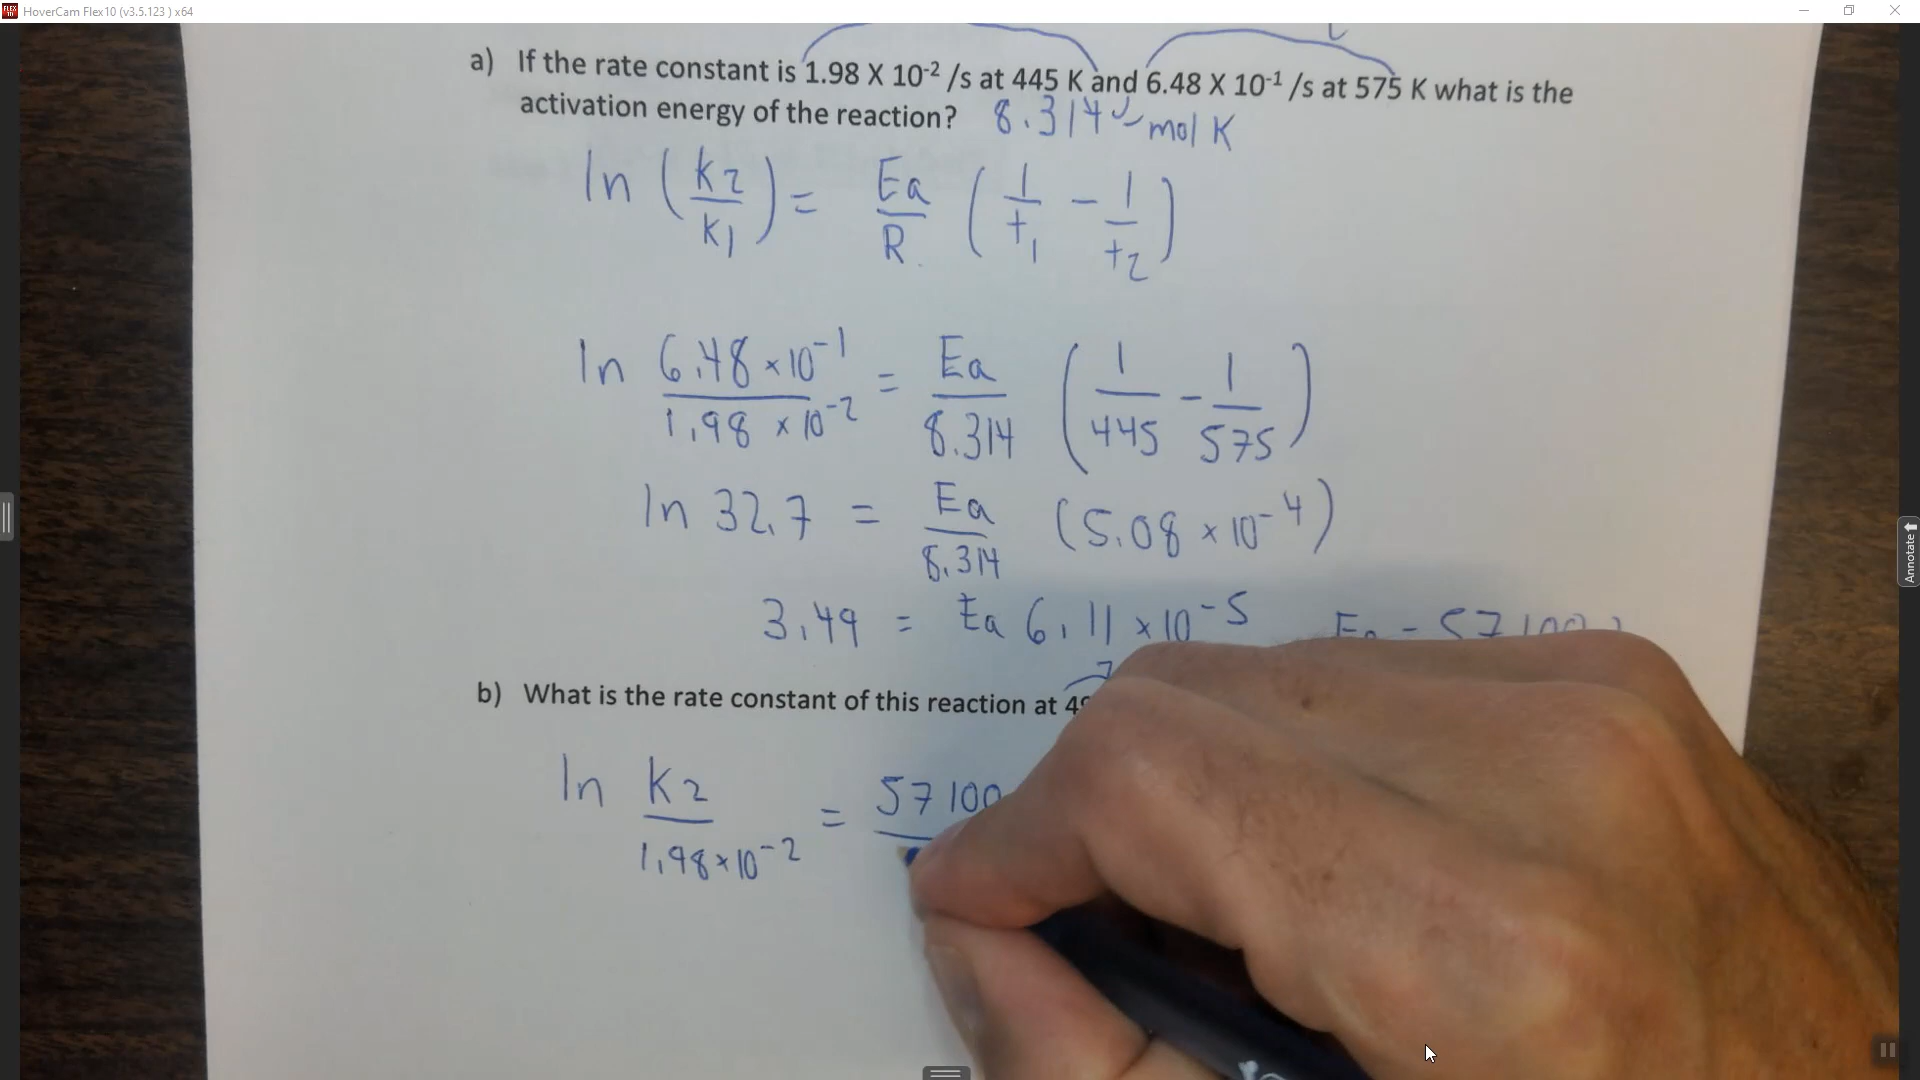 HoverCam Flex10 (v3.5.123 ) x64
a) If the rate constant is 1.98 X 10⁻² /s at 445 K and 6.48 X 10⁻¹ /s at 575 K what is the
activation energy of the reaction? 8.314 J/mol K
ln (k2/k1) = Ea/R (1/t1 - 1/t2)
ln 6.48 x 10⁻¹/1.98 x 10⁻² = Ea/8.314 (1/445 - 1/575)
ln 32.7 = Ea/8.314 (5.08 x 10⁻⁴)
3.49 = Ea 6.11 x 10⁻⁵ Ea = 57100
b) What is the rate constant of this reaction at
ln k2/1.98 x 10⁻² = 57100
Annotate